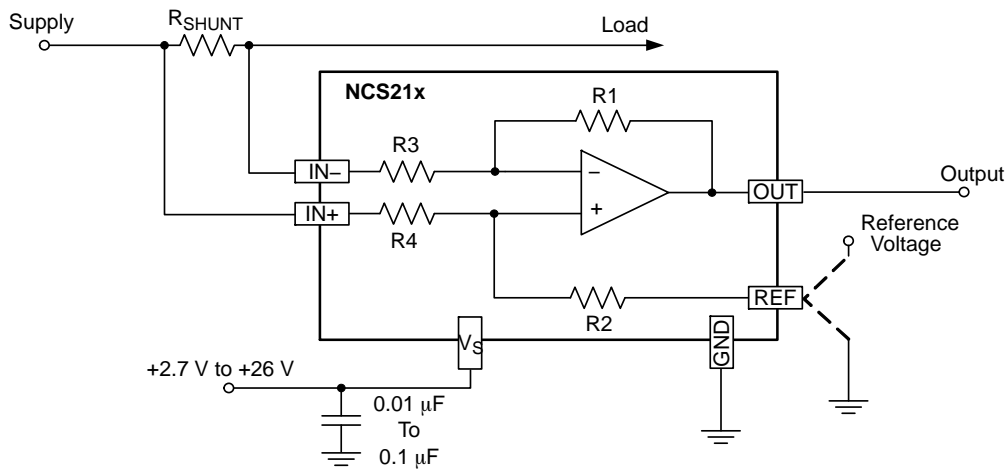 Supply
RSHUNT
Load
NCS21x
R1
R3
IN–
–
OUT
Output
IN+
+
R4
Reference
Voltage
R2
REF
VS
GND
+2.7 V to +26 V
0.01 μF
To
0.1 μF